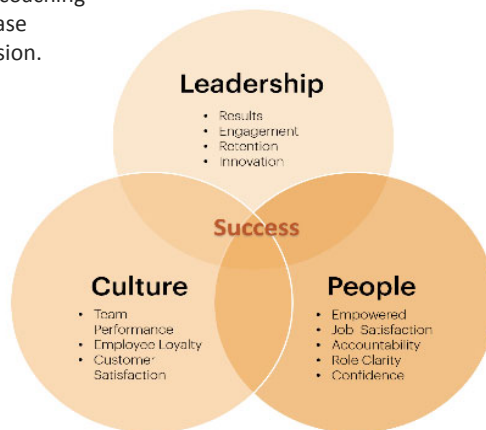 coaching
Leadership
• Results
• Engagement
• Retention
• Innovation
Success
Culture
• Team
Performance
• Employee Loyalty
• Customer
Satisfaction
People
• Empowered
• Job Satisfaction
• Accountability
• Role Clarity
• Confidence